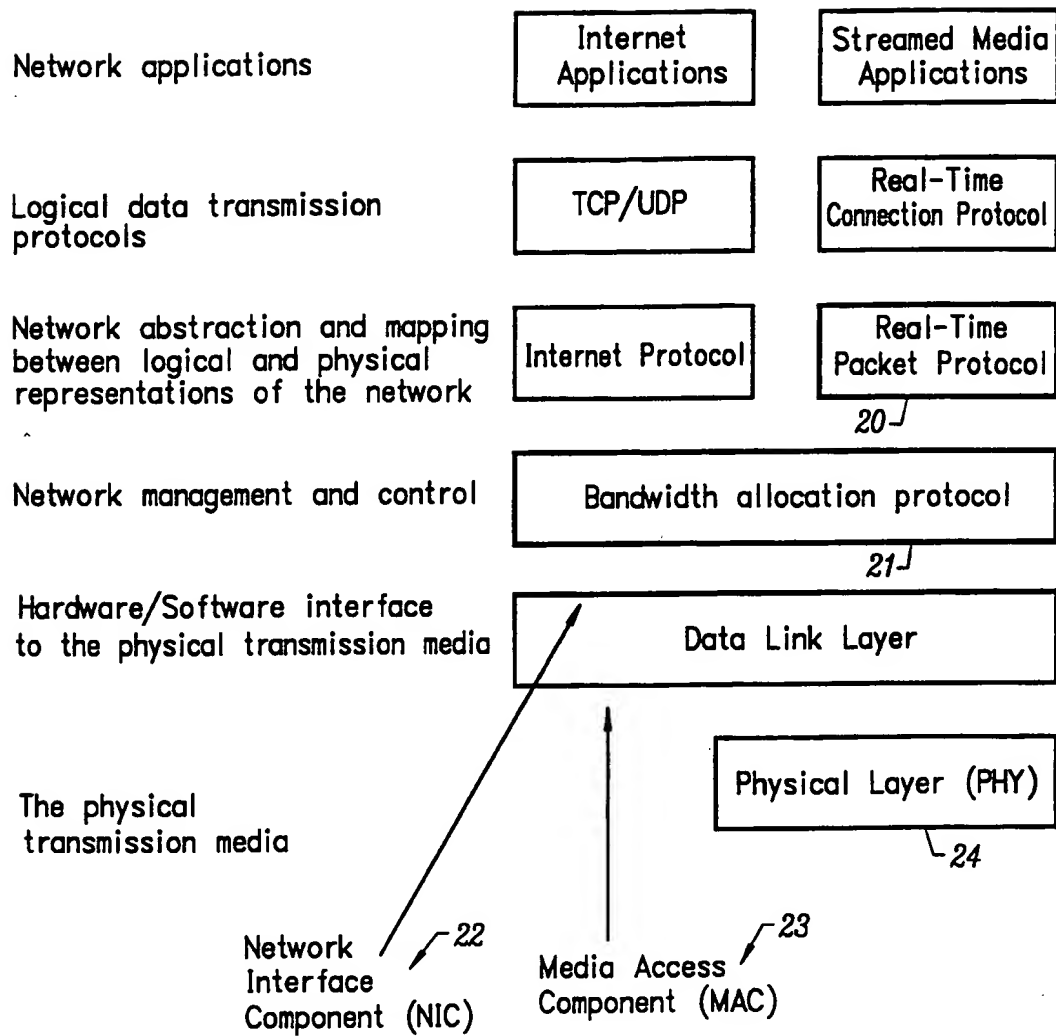 Network applications
Internet
Applications
Streamed Media
Applications
Logical data transmission
protocols
TCP/UDP
Real-Time
Connection Protocol
Network abstraction and mapping
between logical and physical
representations of the network
Internet Protocol
Real-Time
Packet Protocol
20
Network management and control
Bandwidth allocation protocol
21
Hardware/Software interface
to the physical transmission media
Data Link Layer
The physical
transmission media
Physical Layer (PHY)
24
Network
Interface
Component (NIC)
22
Media Access
Component (MAC)
23